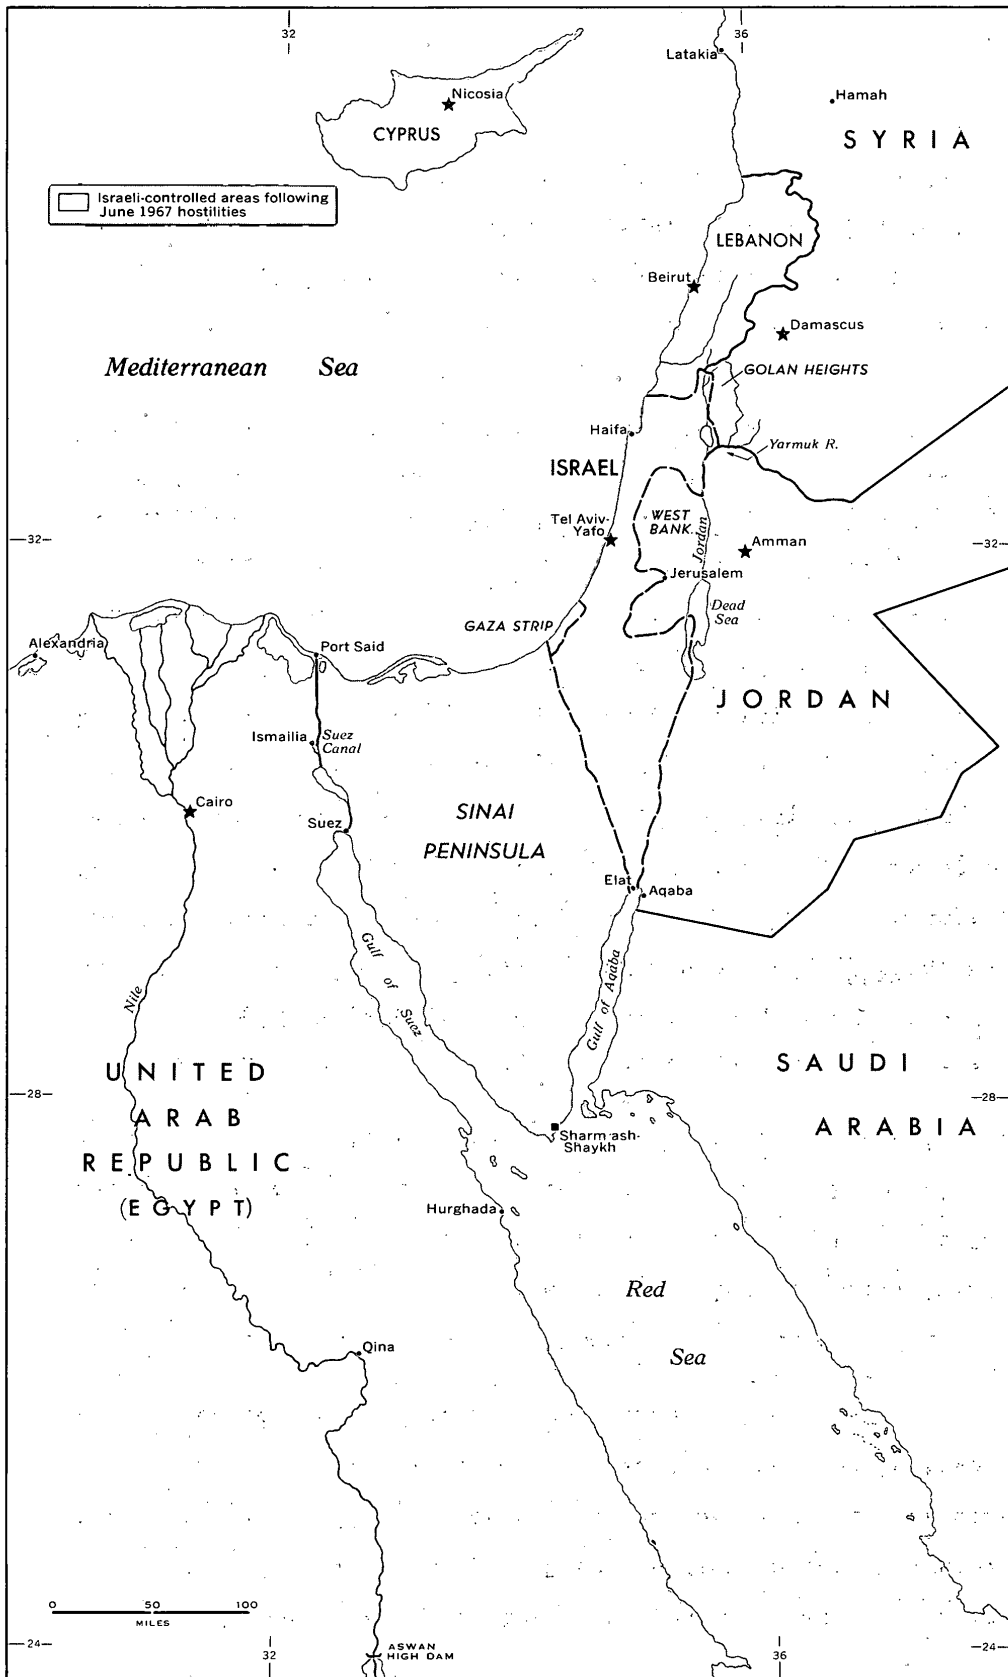 32
36
Latakia
Hamah
Nicosia
CYPRUS
SYRIA
Israeli-controlled areas following
June 1967 hostilities
LEBANON
Beirut
Damascus
Mediterranean Sea
GOLAN HEIGHTS
Haifa
Yarmuk R.
ISRAEL
Tel Aviv-
Yafo
WEST
BANK
Jordan
32
32
Amman
Jerusalem
Dead
Sea
GAZA STRIP
Alexandria
Port Said
JORDAN
Ismailia
Suez
Canal
Cairo
SINAI
PENINSULA
Suez
Elat
Aqaba
Gulf of Suez
Gulf of Aqaba
Nile
UNITED
ARAB
REPUBLIC
(EGYPT)
SAUDI
ARABIA
28
28
Sharm ash-
Shaykh
Hurghada
Red
Sea
Qina
0 50 100
MILES
24
32
ASWAN
HIGH DAM
36
24